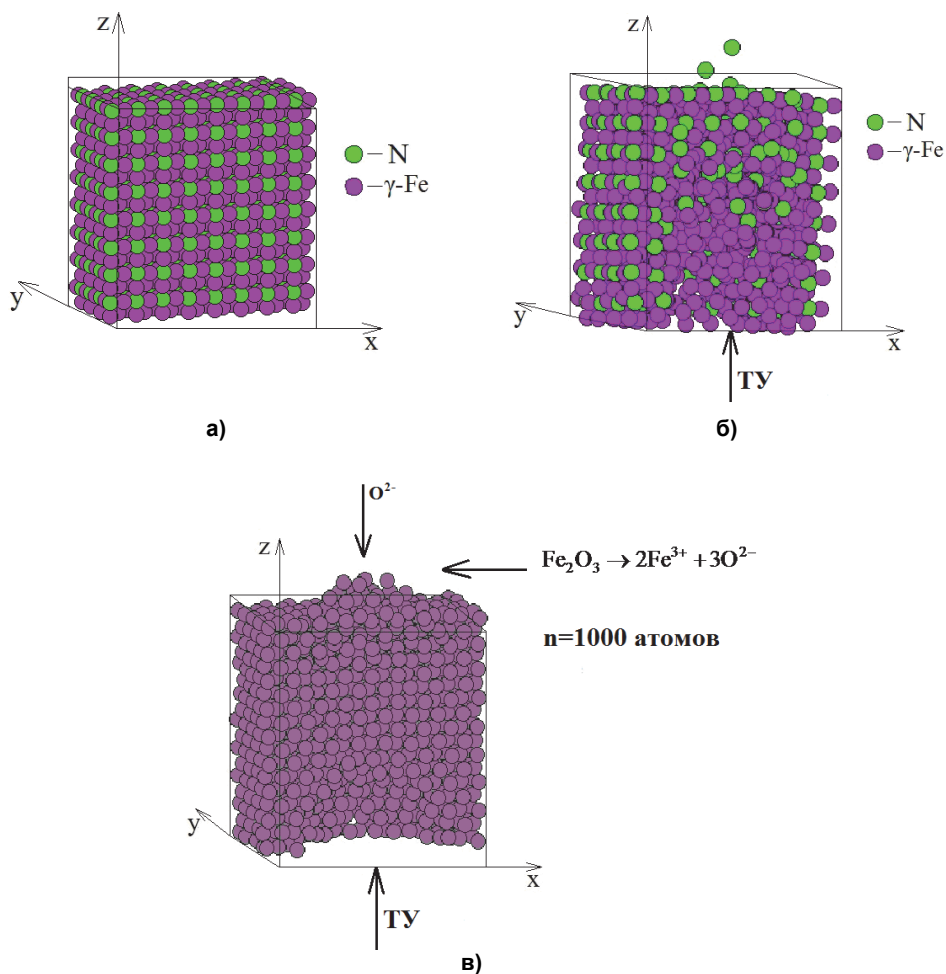 z
– N
– γ-Fe
y
x
а)
z
– N
– γ-Fe
y
x
ТУ
б)
O²⁻
Fe₂O₃ → 2Fe³⁺ + 3O²⁻
z
n=1000 атомов
y
x
ТУ
в)